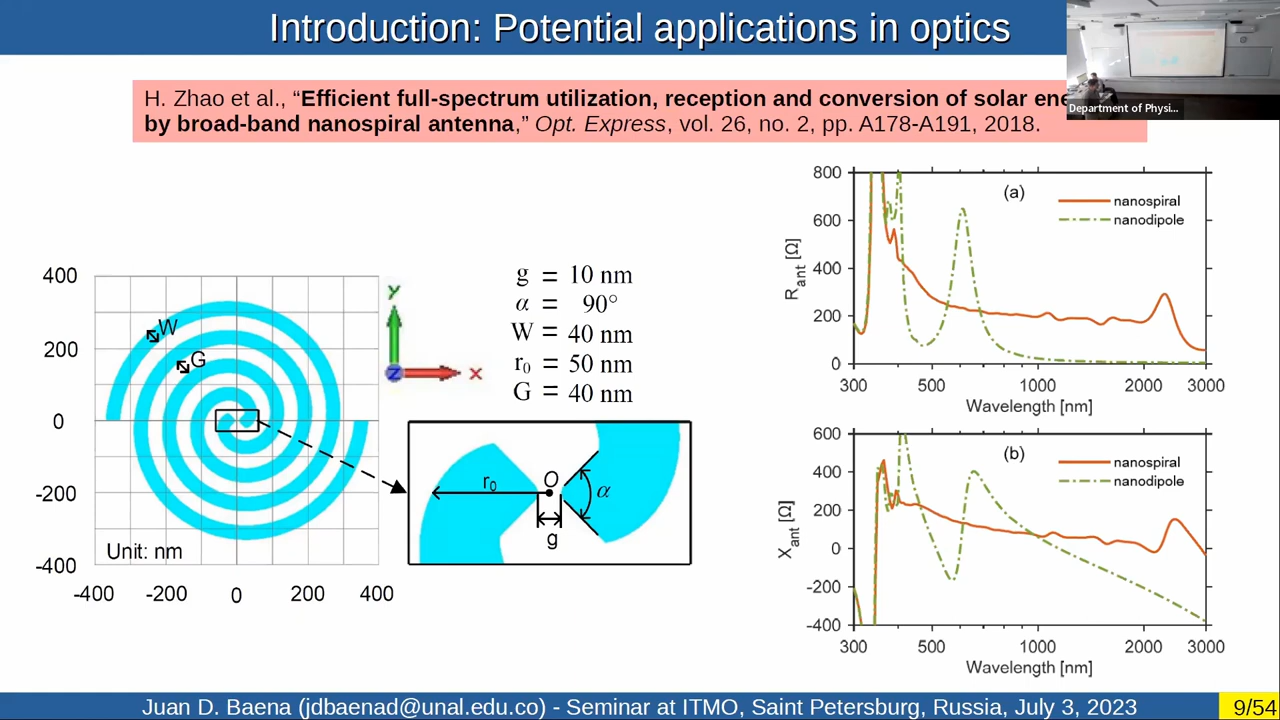 Introduction: Potential applications in optics
Department of Physi...
H. Zhao et al., “Efficient full-spectrum utilization, reception and conversion of solar ene
by broad-band nanospiral antenna,” Opt. Express, vol. 26, no. 2, pp. A178-A191, 2018.
400
200
0
-200
-400
-400
-200
0
200
400
W
G
Unit: nm
Y
Z
X
g = 10 nm
α = 90°
W = 40 nm
r₀ = 50 nm
G = 40 nm
r₀
O
α
g
(a)
nanospiral
nanodipole
R_ant [Ω]
800
600
400
200
0
300
500
1000
2000
3000
Wavelength [nm]
(b)
nanospiral
nanodipole
X_ant [Ω]
600
400
200
0
-200
-400
300
500
1000
2000
3000
Wavelength [nm]
Juan D. Baena (jdbaenad@unal.edu.co) - Seminar at ITMO, Saint Petersburg, Russia, July 3, 2023
9/54